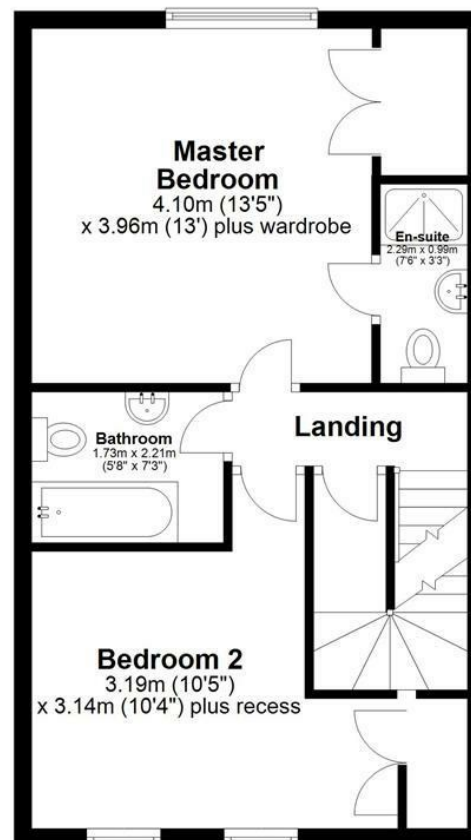 Master
Bedroom
4.10m (13'5")
x 3.96m (13') plus wardrobe
En-suite
2.29m x 0.99m
(7'6" x 3'3")
Landing
Bathroom
1.73m x 2.21m
(5'8" x 7'3")
Bedroom 2
3.19m (10'5")
x 3.14m (10'4") plus recess